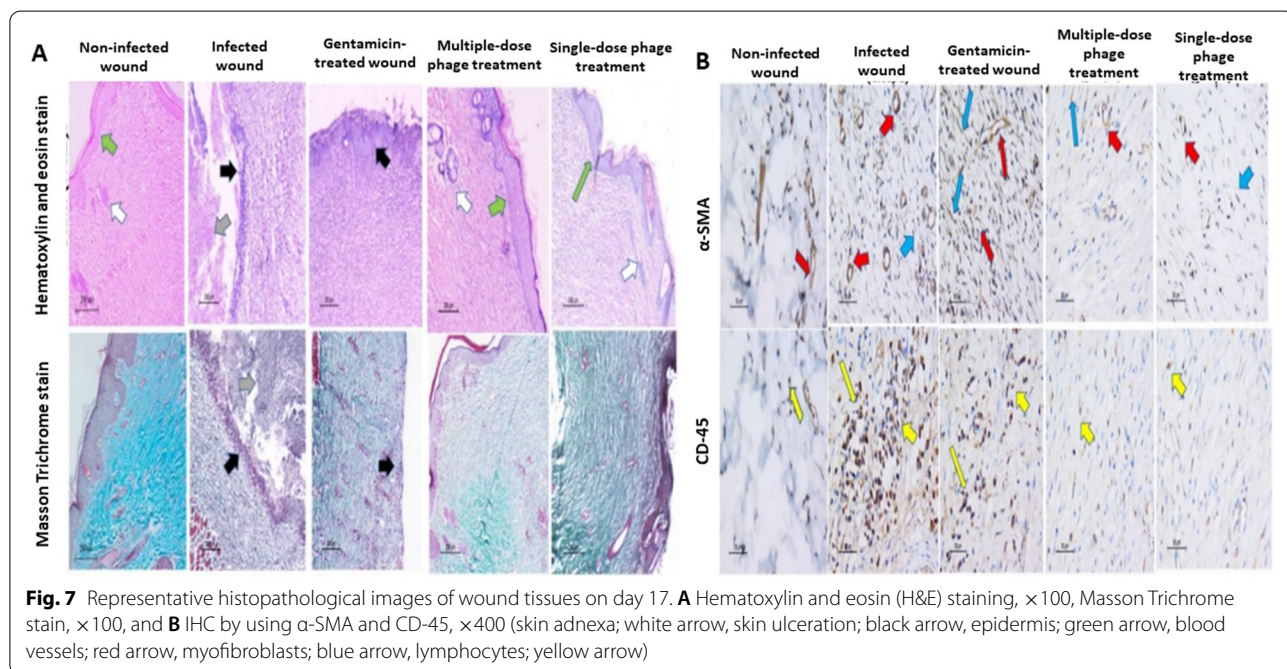 A
Non-infected
wound
Infected
wound
Gentamicin-
treated wound
Multiple-dose
phage treatment
Single-dose phage
treatment
Hematoxylin and eosin stain
Masson Trichrome stain
B
Non-infected
wound
Infected
wound
Gentamicin-
treated wound
Multiple-dose
phage
treatment
Single-dose
phage
treatment
α-SMA
CD-45
Fig. 7 Representative histopathological images of wound tissues on day 17. A Hematoxylin and eosin (H&E) staining, ×100, Masson Trichrome
stain, ×100, and B IHC by using α-SMA and CD-45, ×400 (skin adnexa; white arrow, skin ulceration; black arrow, epidermis; green arrow, blood
vessels; red arrow, myofibroblasts; blue arrow, lymphocytes; yellow arrow)